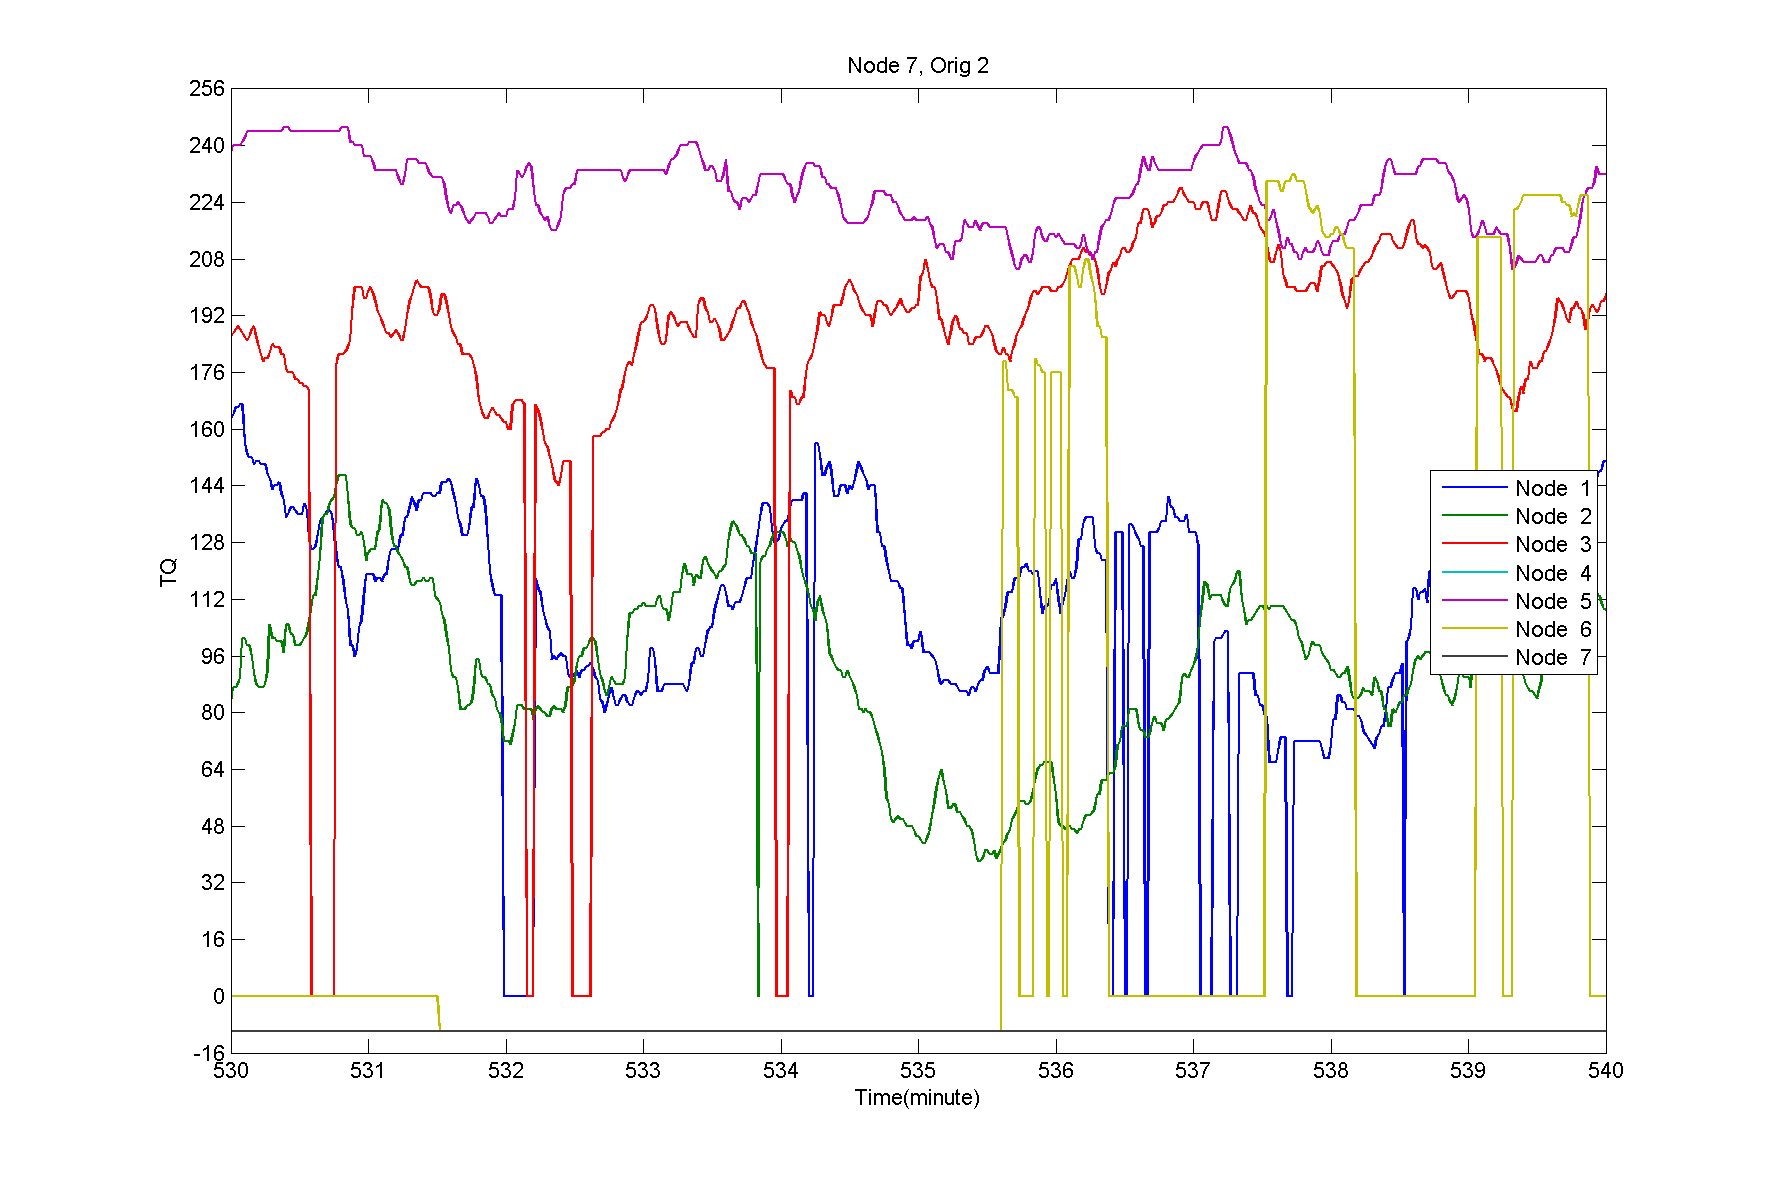 Node 7, Orig 2
256
240
224
208
192
176
160
144
128
112
96
80
64
48
32
16
0
-16
TQ
530 531 532 533 534 535 536 537 538 539 540
Time(minute)
Node 1
Node 2
Node 3
Node 4
Node 5
Node 6
Node 7